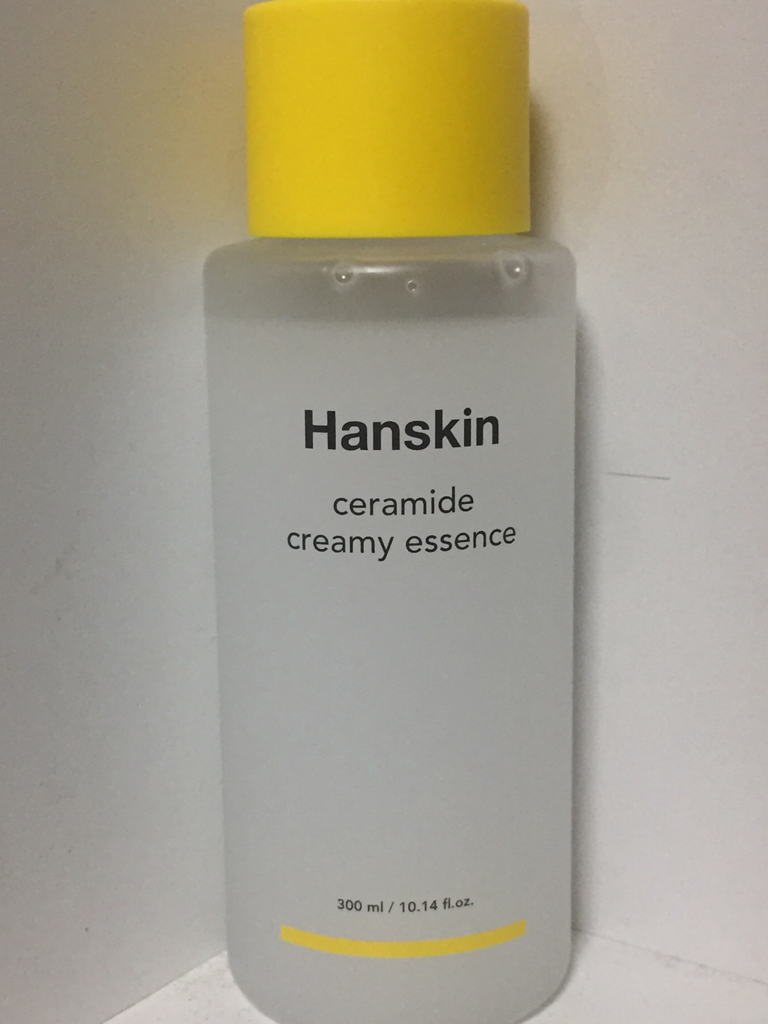 Hanskin
ceramide
creamy essence
300 ml / 10.14 fl.oz.